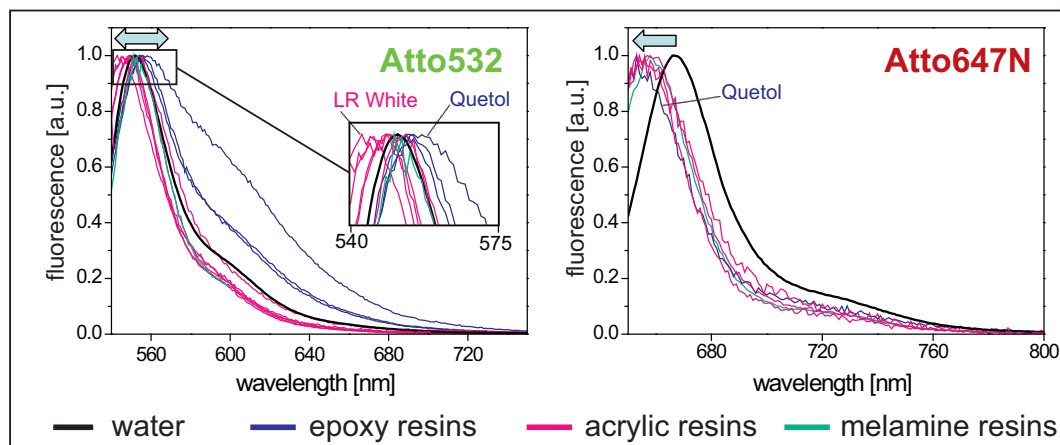 Atto532
fluorescence [a.u.]
1.0
0.8
0.6
0.4
0.2
0.0
LR White
Quetol
540
575
560
600
640
680
720
wavelength [nm]
Atto647N
fluorescence [a.u.]
1.0
0.8
0.6
0.4
0.2
0.0
Quetol
680
720
760
800
wavelength [nm]
water
epoxy resins
acrylic resins
melamine resins